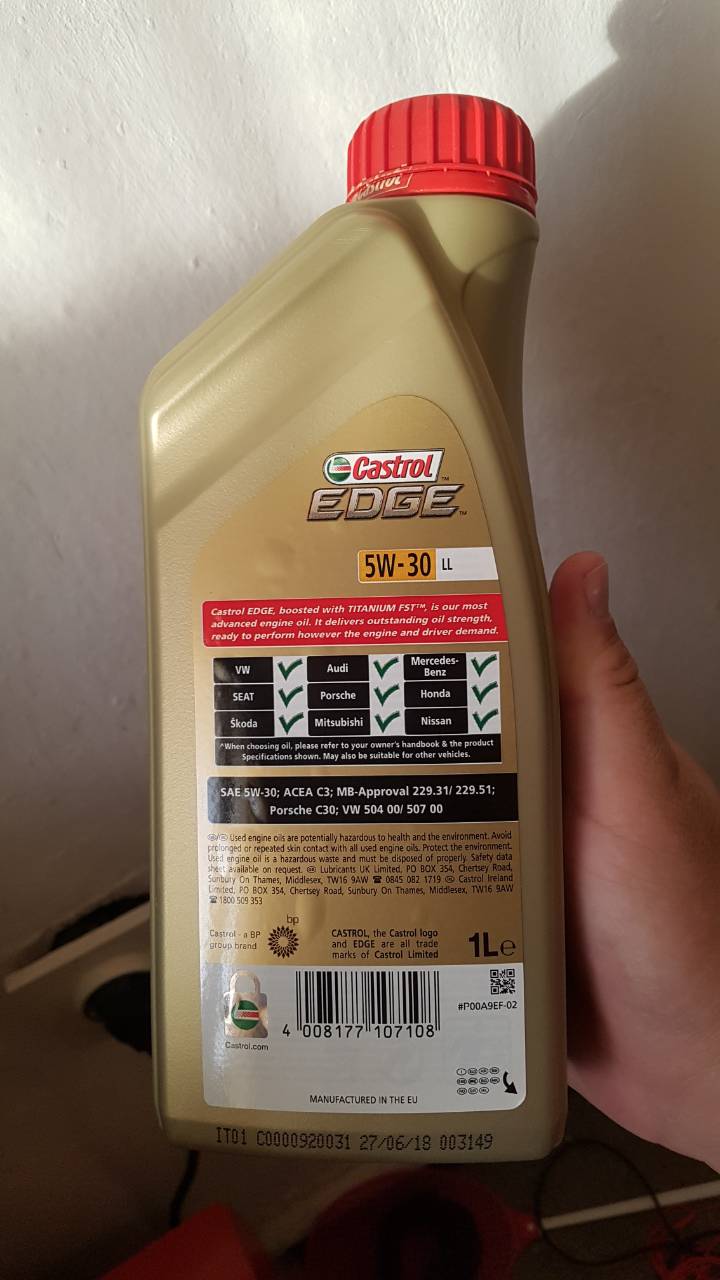 Castrol
Castrol
EDGE™
5W-30 LL
Castrol EDGE, boosted with TITANIUM FST™, is our most
advanced engine oil. It delivers outstanding oil strength,
ready to perform however the engine and driver demand.
VW Audi Mercedes-
Benz
SEAT Porsche Honda
Škoda Mitsubishi Nissan
^When choosing oil, please refer to your owner's handbook & the product
Specifications shown. May also be suitable for other vehicles.
SAE 5W-30; ACEA C3; MB-Approval 229.31/ 229.51;
Porsche C30; VW 504 00/ 507 00
Used engine oils are potentially hazardous to health and the environment. Avoid
prolonged or repeated skin contact with all used engine oils. Protect the environment.
Used engine oil is a hazardous waste and must be disposed of properly. Safety data
sheet available on request. Lubricants UK Limited, PO BOX 354, Chertsey Road,
Sunbury On Thames, Middlesex, TW16 9AW ☎ 0845 082 1719 Castrol Ireland
Limited, PO BOX 354, Chertsey Road, Sunbury On Thames, Middlesex, TW16 9AW
☎ 1800 509 353
bp
Castrol - a BP
group brand
CASTROL, the Castrol logo
and EDGE are all trade
marks of Castrol Limited
1L e
#P00A9EF-02
4 008177 107108
Castrol.com
MANUFACTURED IN THE EU
IT01 C0000920031 27/06/18 003149